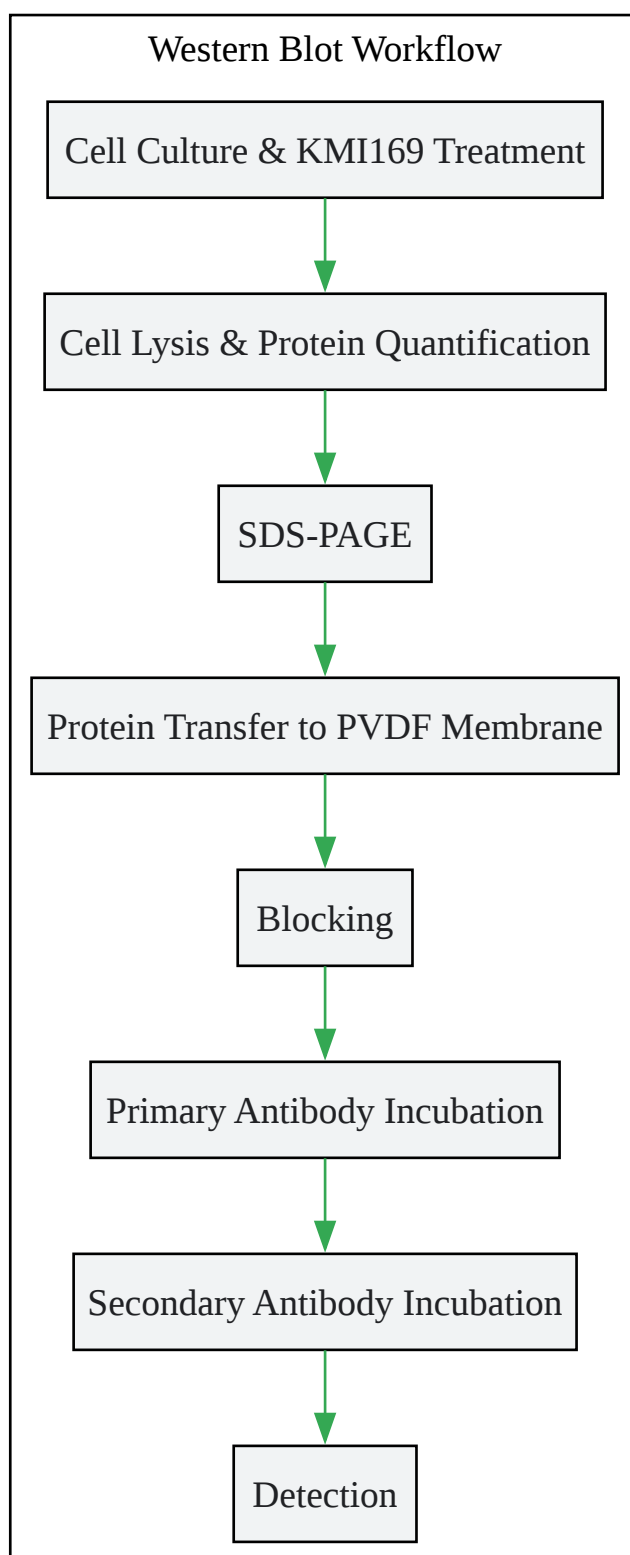 Western Blot Workflow
Cell Culture & KMI169 Treatment
Cell Lysis & Protein Quantification
SDS-PAGE
Protein Transfer to PVDF Membrane
Blocking
Primary Antibody Incubation
Secondary Antibody Incubation
Detection